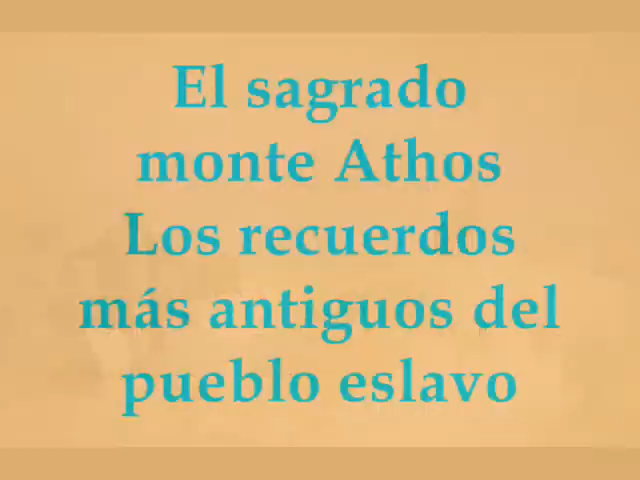 El sagrado
monte Athos
Los recuerdos
más antiguos del
pueblo eslavo